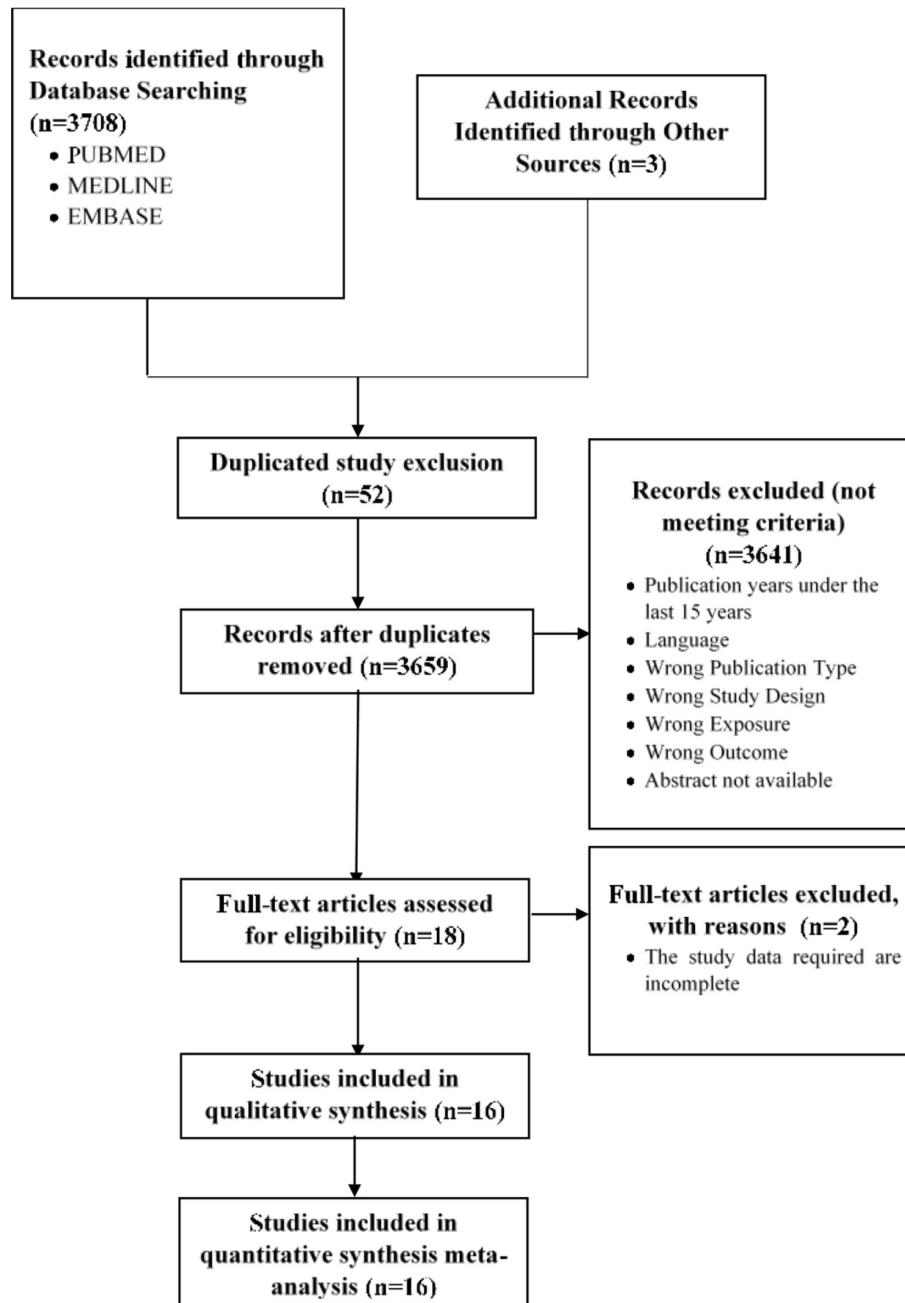 Records identified through
Database Searching
(n=3708)
• PUBMED
• MEDLINE
• EMBASE
Additional Records
Identified through Other
Sources (n=3)
Duplicated study exclusion
(n=52)
Records after duplicates
removed (n=3659)
Records excluded (not
meeting criteria)
(n=3641)
• Publication years under the
last 15 years
• Language
• Wrong Publication Type
• Wrong Study Design
• Wrong Exposure
• Wrong Outcome
• Abstract not available
Full-text articles assessed
for eligibility (n=18)
Full-text articles excluded,
with reasons (n=2)
• The study data required are
incomplete
Studies included in
qualitative synthesis (n=16)
Studies included in
quantitative synthesis meta-
analysis (n=16)